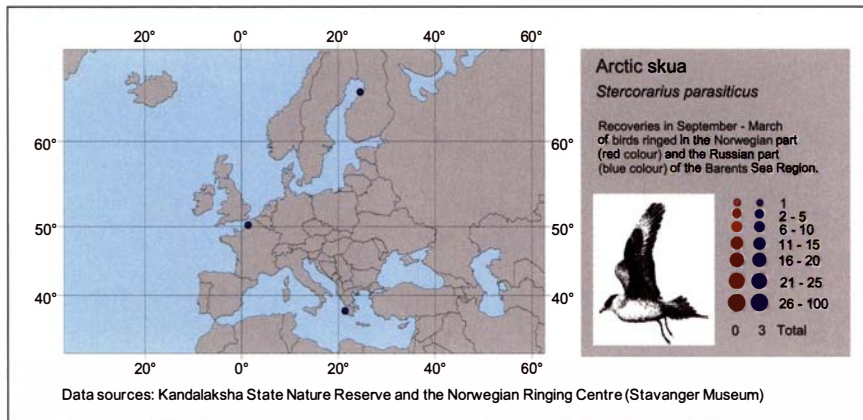 20° 0° 20° 40° 60°
60° 60°
50° 50°
40° 40°
20° 0° 20° 40° 60°
Arctic skua
Stercorarius parasiticus
Recoveries in September - March
of birds ringed in the Norwegian part
(red colour) and the Russian part
(blue colour) of the Barents Sea Region.
1
2 - 5
6 - 10
11 - 15
16 - 20
21 - 25
26 - 100
0 3 Total
Data sources: Kandalaksha State Nature Reserve and the Norwegian Ringing Centre (Stavanger Museum)